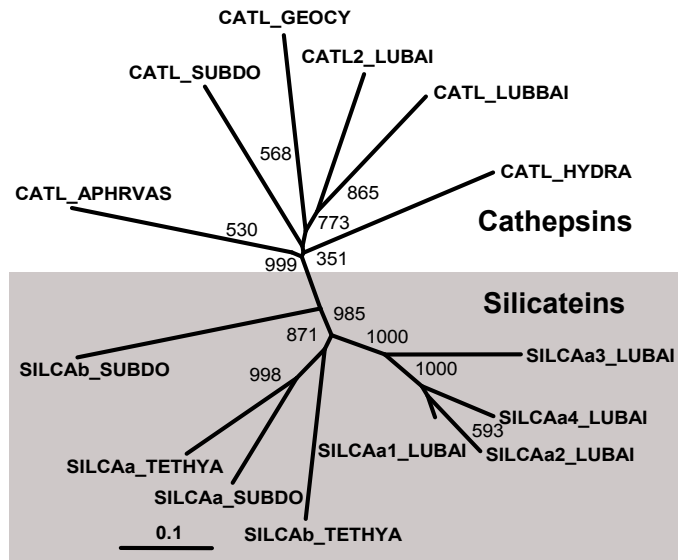 CATL_GEOCY
CATL2_LUBAI
CATL_SUBDO
CATL_LUBBAI
568
CATL_HYDRA
865
CATL_APHRVAS
773
Cathepsins
530
999
351
Silicateins
985
871
1000
SILCAa3_LUBAI
SILCAb_SUBDO
1000
998
SILCAa4_LUBAI
593
SILCAa1_LUBAI
SILCAa2_LUBAI
SILCAa_TETHYA
SILCAa_SUBDO
0.1
SILCAb_TETHYA